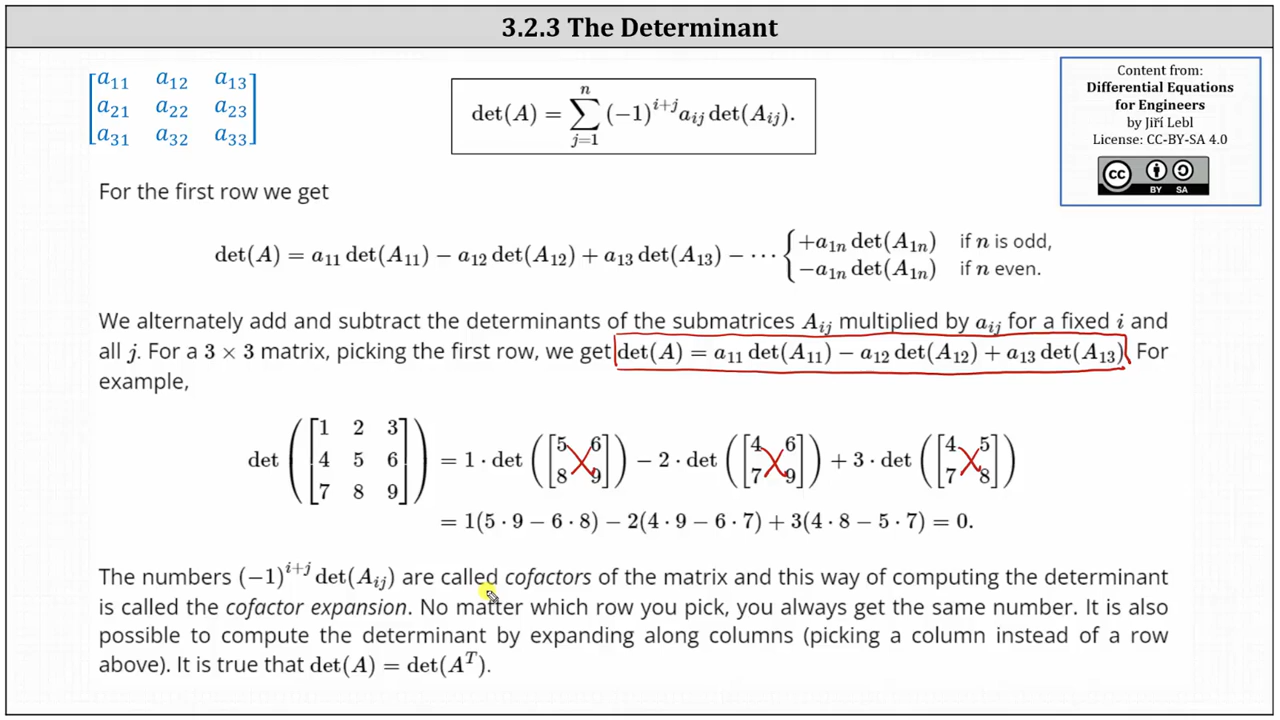 3.2.3 The Determinant
[a₁₁ a₁₂ a₁₃]
[a₂₁ a₂₂ a₂₃]
[a₃₁ a₃₂ a₃₃]
det(A) = ∑_{j=1}^{n} (−1)^{i+j} a_{ij} det(A_{ij}).
Content from:
Differential Equations
for Engineers
by Jiří Lebl
License: CC-BY-SA 4.0
cc BY SA
For the first row we get
det(A) = a₁₁ det(A₁₁) − a₁₂ det(A₁₂) + a₁₃ det(A₁₃) − ⋯ { +a₁ₙ det(A₁ₙ) if n is odd,
−a₁ₙ det(A₁ₙ) if n even.
We alternately add and subtract the determinants of the submatrices A_{ij} multiplied by a_{ij} for a fixed i and
all j. For a 3 × 3 matrix, picking the first row, we get det(A) = a₁₁ det(A₁₁) − a₁₂ det(A₁₂) + a₁₃ det(A₁₃). For
example,
det ([1 2 3; 4 5 6; 7 8 9]) = 1 · det ([5 6; 8 9]) − 2 · det ([4 6; 7 9]) + 3 · det ([4 5; 7 8])
= 1(5 · 9 − 6 · 8) − 2(4 · 9 − 6 · 7) + 3(4 · 8 − 5 · 7) = 0.
The numbers (−1)^{i+j} det(A_{ij}) are called cofactors of the matrix and this way of computing the determinant
is called the cofactor expansion. No matter which row you pick, you always get the same number. It is also
possible to compute the determinant by expanding along columns (picking a column instead of a row
above). It is true that det(A) = det(Aᵀ).